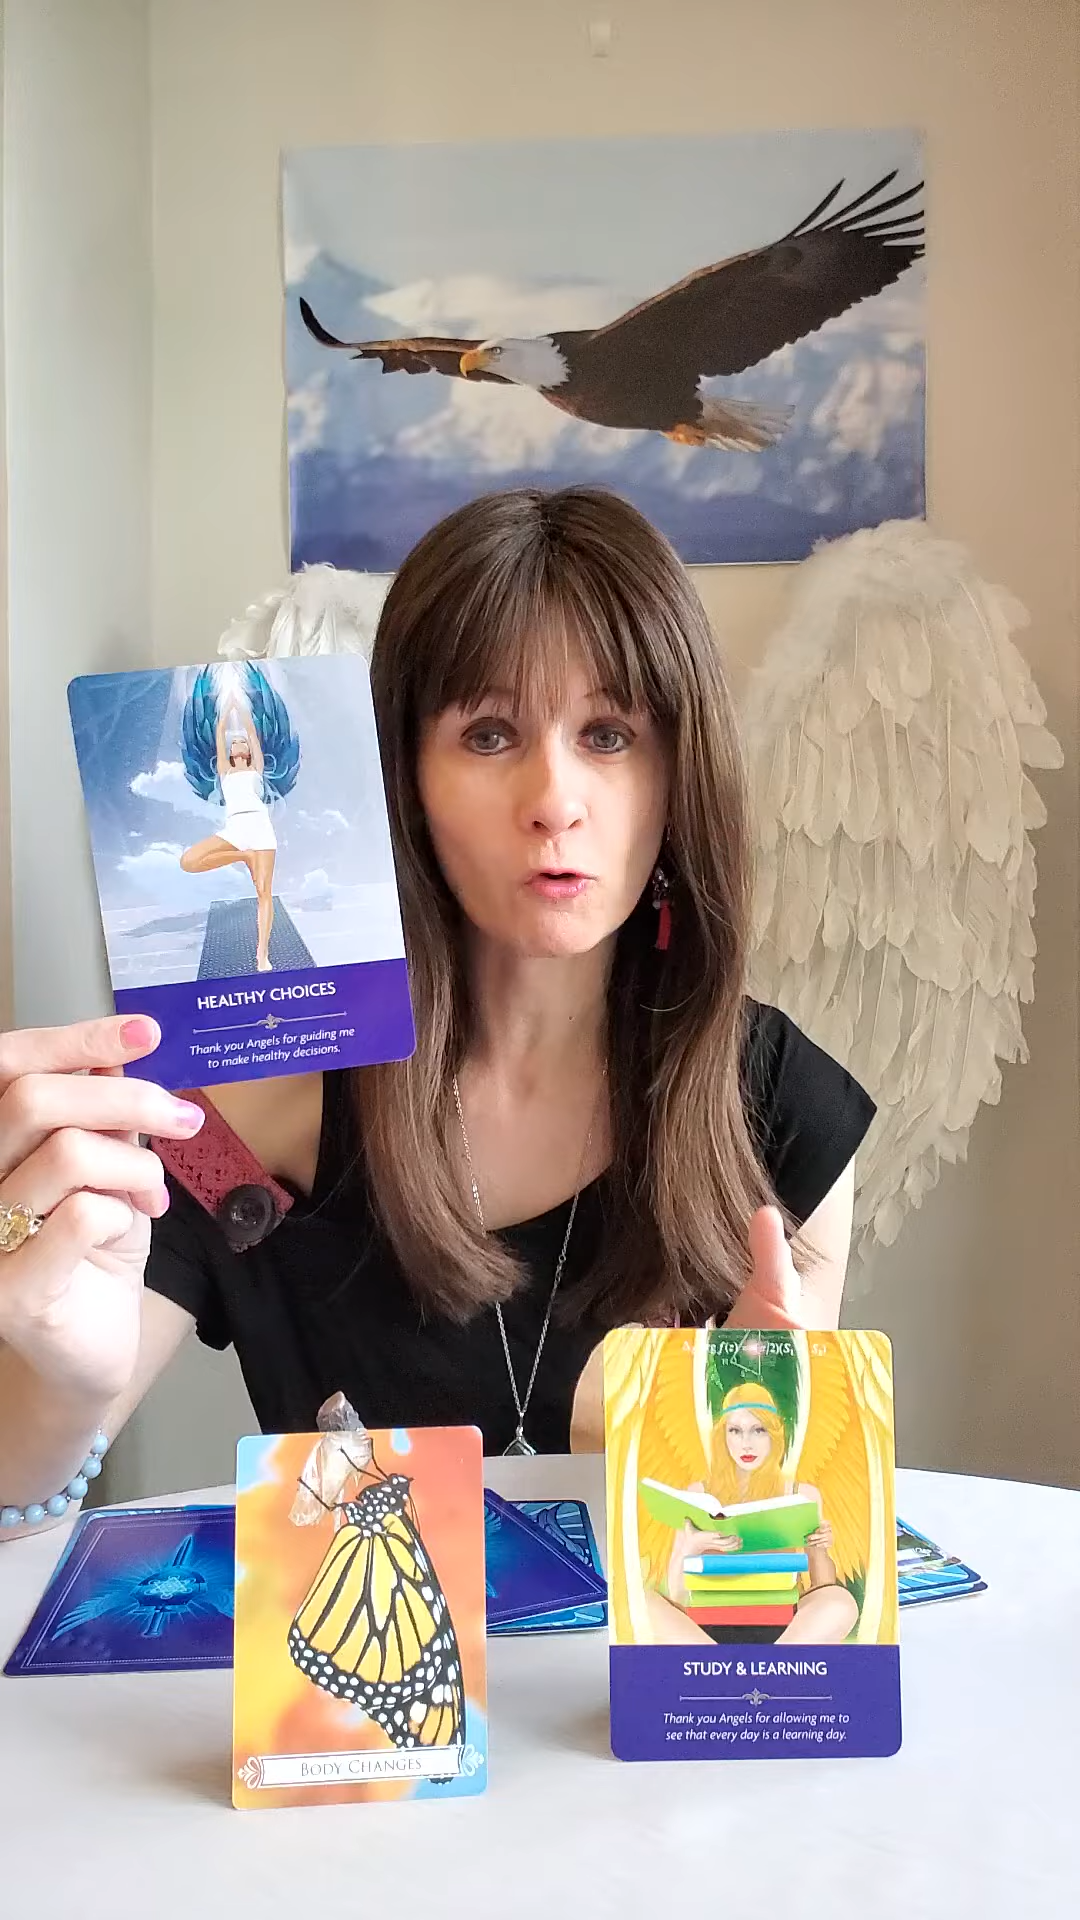 HEALTHY CHOICES
Thank you Angels for guiding me
to make healthy decisions.
STUDY & LEARNING
Thank you Angels for allowing me to
see that every day is a learning day.
BODY CHANGES